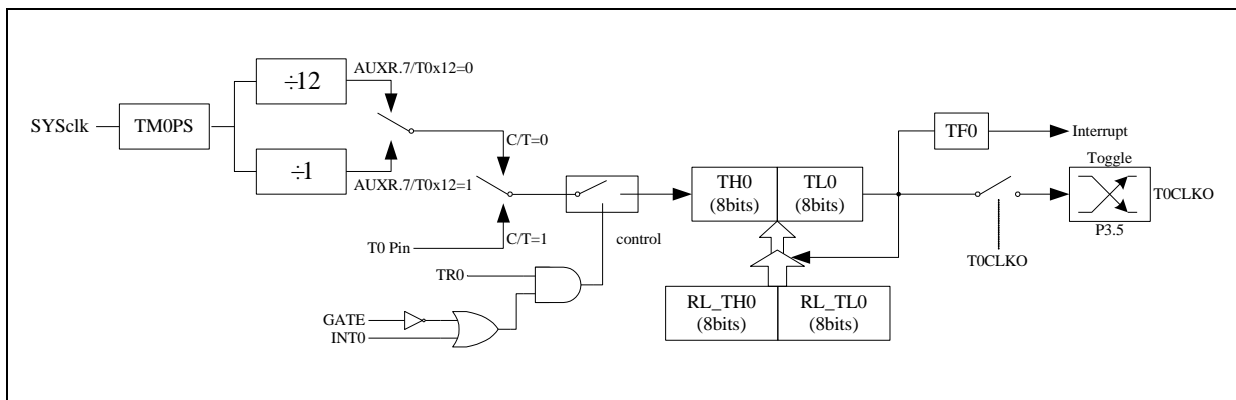 ÷12
AUXR.7/T0x12=0
SYSclk
TM0PS
÷1
AUXR.7/T0x12=1
C/T=0
T0 Pin
C/T=1
control
TR0
GATE
INT0
TH0
(8bits)
TL0
(8bits)
RL_TH0
(8bits)
RL_TL0
(8bits)
TF0
Interrupt
Toggle
T0CLKO
P3.5
T0CLKO